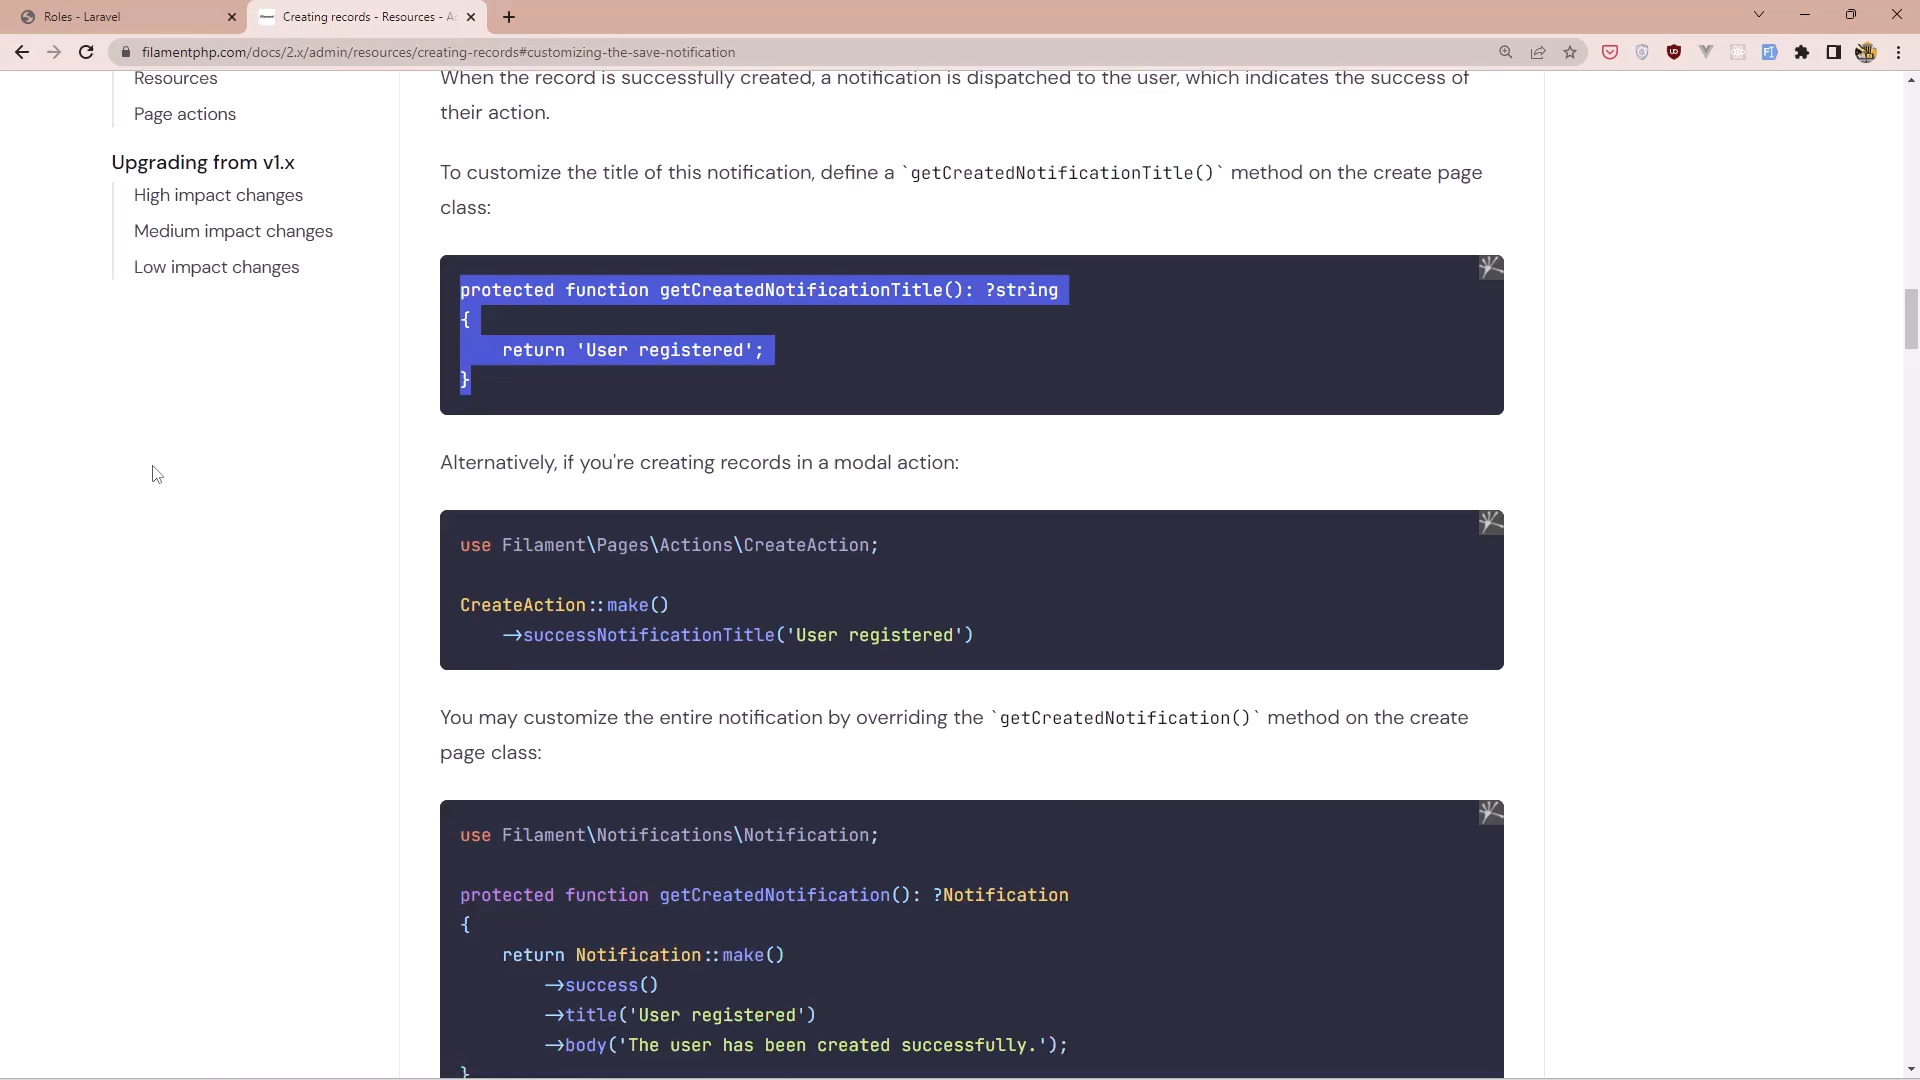 Roles - Laravel
Creating records - Resources - Ac
filamentphp.com/docs/2.x/admin/resources/creating-records#customizing-the-save-notification
Resources
Page actions
Upgrading from v1.x
High impact changes
Medium impact changes
Low impact changes
When the record is successfully created, a notification is dispatched to the user, which indicates the success of
their action.
To customize the title of this notification, define a `getCreatedNotificationTitle()` method on the create page
class:
protected function getCreatedNotificationTitle(): ?string
{
    return 'User registered';
}
Alternatively, if you're creating records in a modal action:
use Filament\Pages\Actions\CreateAction;
CreateAction::make()
    ->successNotificationTitle('User registered')
You may customize the entire notification by overriding the `getCreatedNotification()` method on the create
page class:
use Filament\Notifications\Notification;
protected function getCreatedNotification(): ?Notification
{
    return Notification::make()
        ->success()
        ->title('User registered')
        ->body('The user has been created successfully.');
}